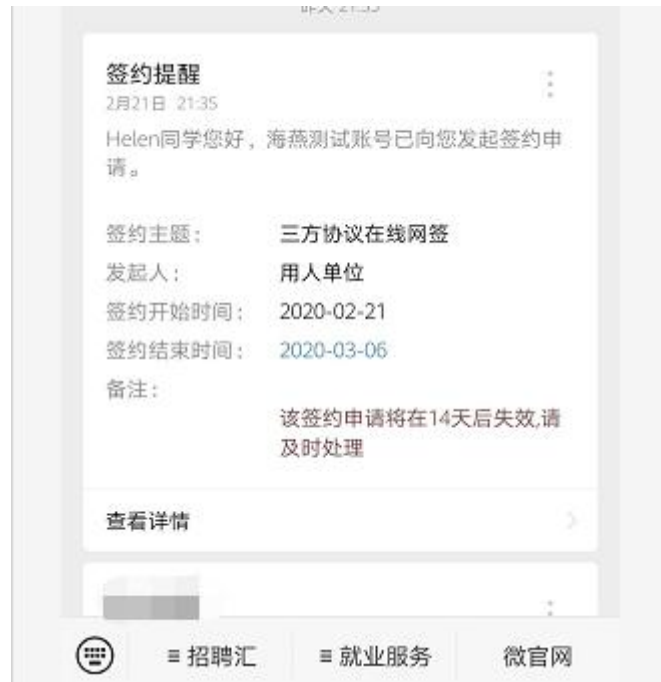 签约提醒
2月21日 21:35
Helen同学您好，海燕测试账号已向您发起签约申
请。
签约主题： 三方协议在线网签
发起人： 用人单位
签约开始时间： 2020-02-21
签约结束时间： 2020-03-06
备注：
该签约申请将在14天后失效,请
及时处理
查看详情
≡ 招聘汇 ≡ 就业服务 微官网